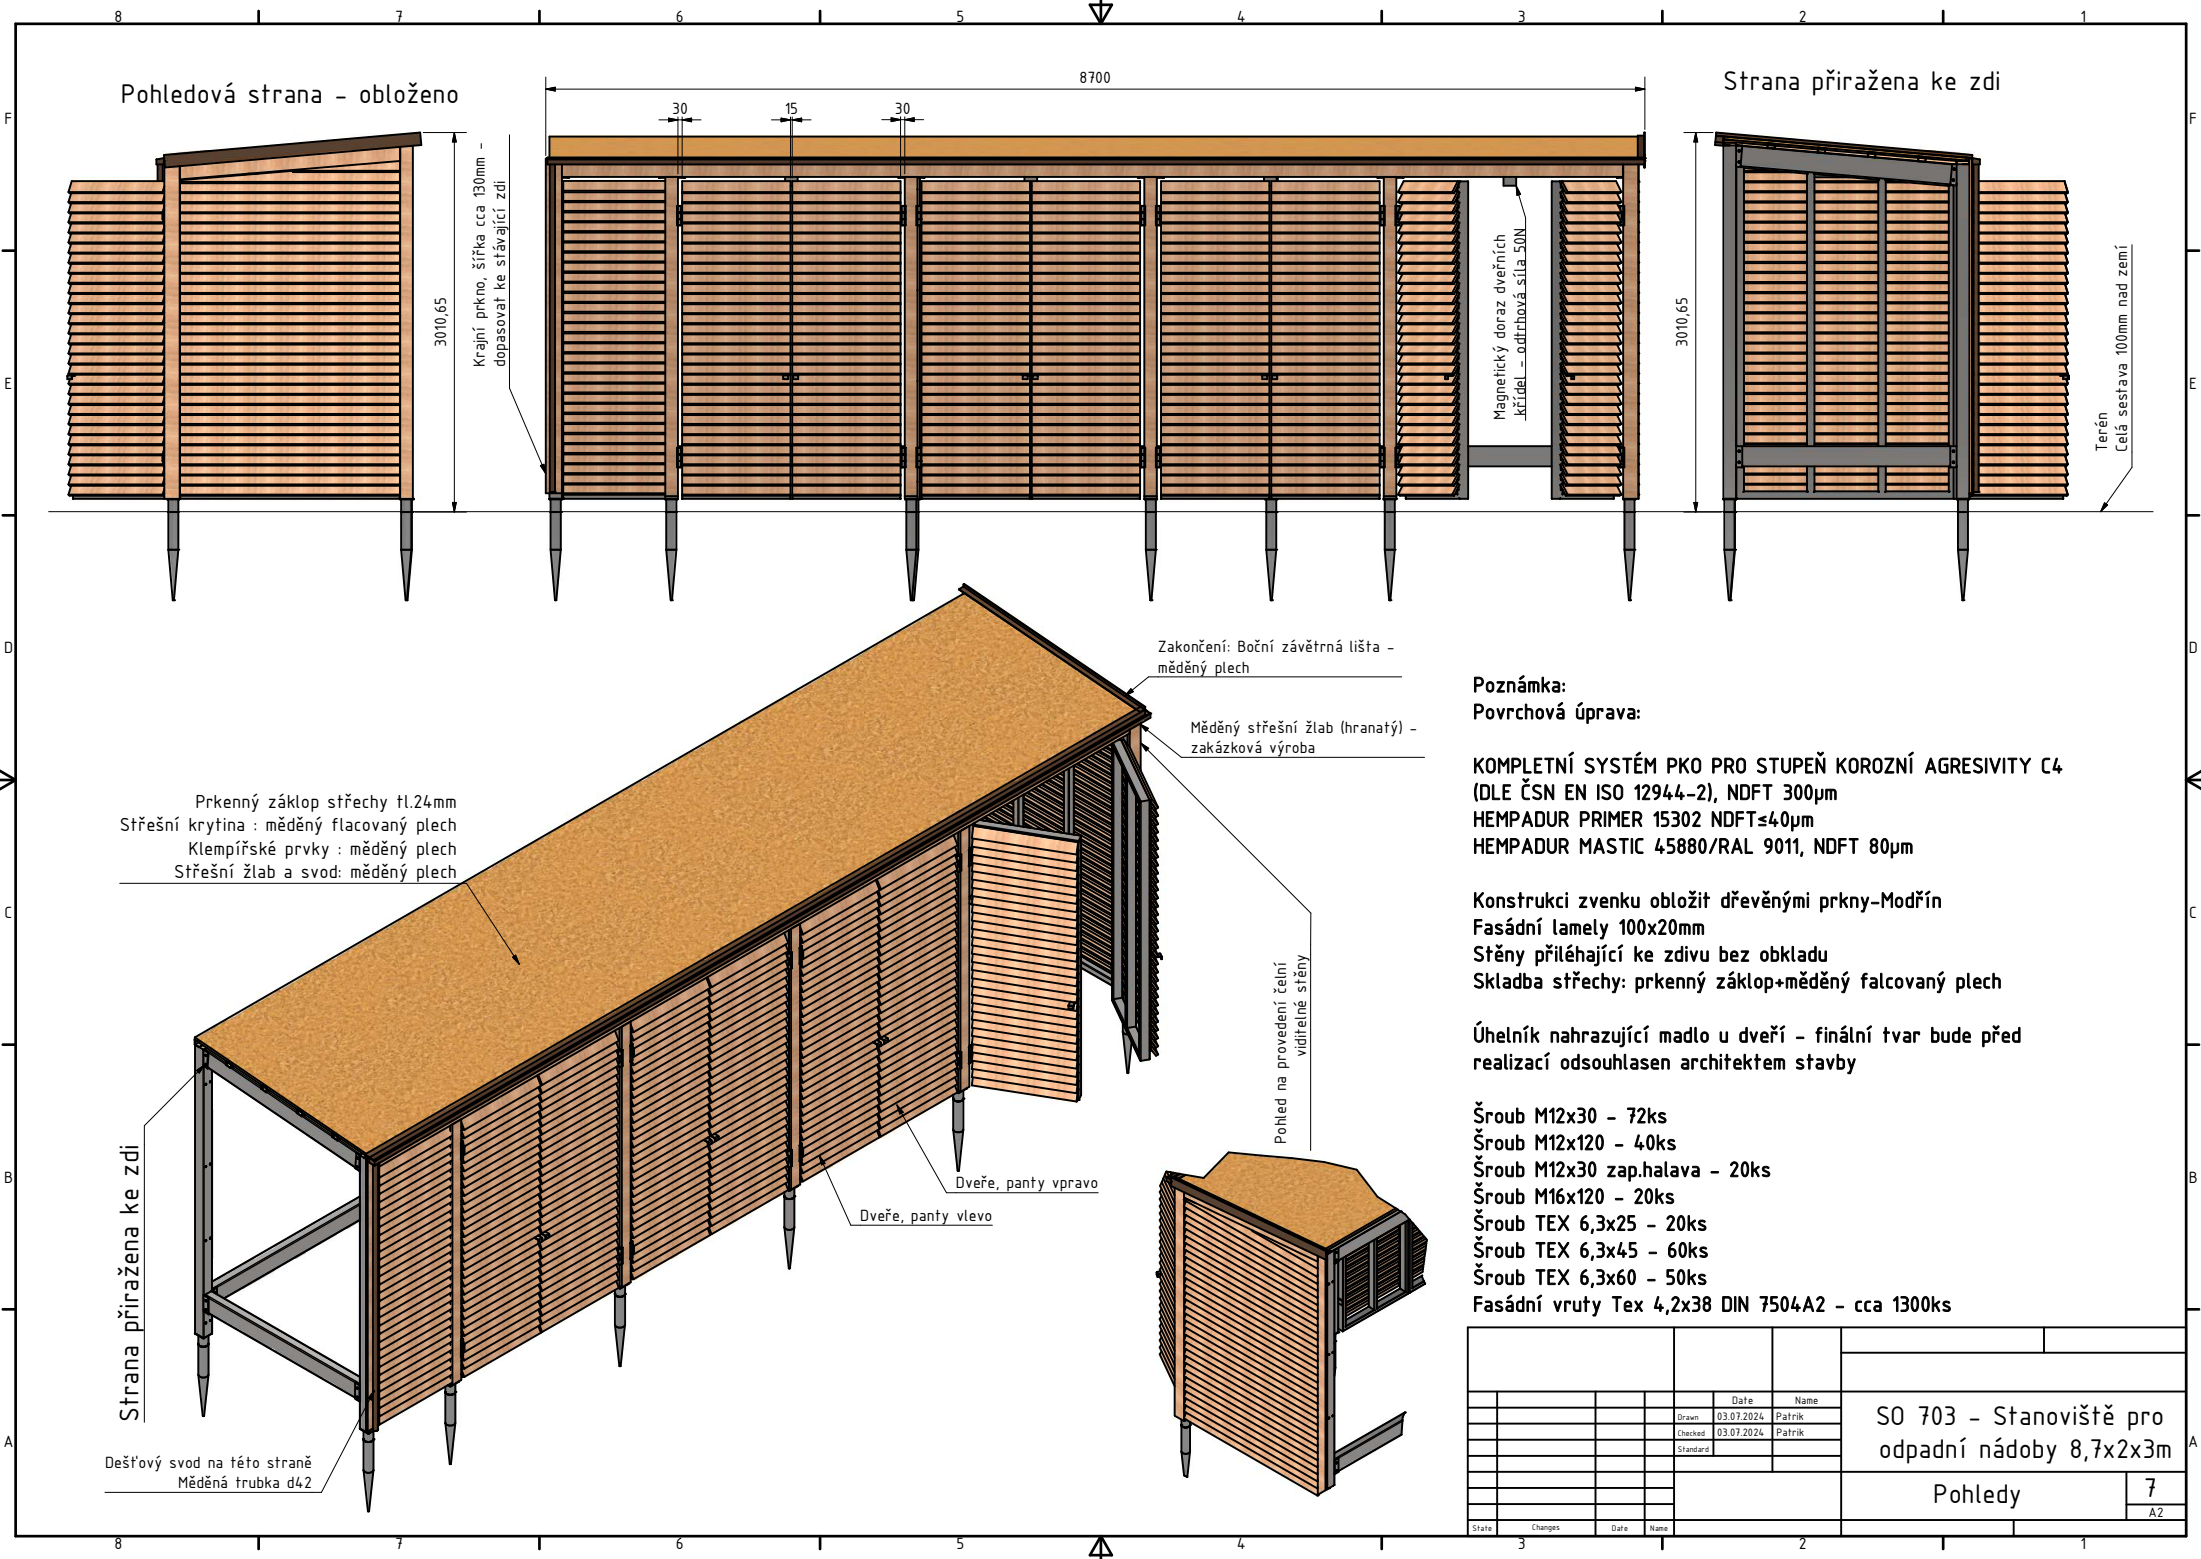 8 7 6 5 4 3 2 1
F
E
D
C
B
A
F
E
D
C
B
A
Pohledová strana – obloženo
8700
30
15
30
Strana přiražena ke zdi
3010,65
Krajní prkno, šířka cca 130mm –
dopasovat ke stávající zdi
Magnetický doraz dveřních
křídel – odtrhová síla 50N
3010,65
Terén
Celá sestava 100mm nad zemí
Zakončení: Boční závětrná lišta –
měděný plech
Měděný střešní žlab (hranatý) –
zakázková výroba
Prkenný záklop střechy tl.24mm
Střešní krytina : měděný flacovaný plech
Klempířské prvky : měděný plech
Střešní žlab a svod: měděný plech
Pohled na provedení čelní
viditelné stěny
Strana přiražena ke zdi
Dveře, panty vpravo
Dveře, panty vlevo
Dešťový svod na této straně
Měděná trubka d42
Poznámka:
Povrchová úprava:
KOMPLETNÍ SYSTÉM PKO PRO STUPEŇ KOROZNÍ AGRESIVITY C4
(DLE ČSN EN ISO 12944-2), NDFT 300µm
HEMPADUR PRIMER 15302 NDFT≤40µm
HEMPADUR MASTIC 45880/RAL 9011, NDFT 80µm
Konstrukci zvenku obložit dřevěnými prkny-Modřín
Fasádní lamely 100x20mm
Stěny přiléhající ke zdivu bez obkladu
Skladba střechy: prkenný záklop+měděný falcovaný plech
Úhelník nahrazující madlo u dveří – finální tvar bude před
realizací odsouhlasen architektem stavby
Šroub M12x30 – 72ks
Šroub M12x120 – 40ks
Šroub M12x30 zap.halava – 20ks
Šroub M16x120 – 20ks
Šroub TEX 6,3x25 – 20ks
Šroub TEX 6,3x45 – 60ks
Šroub TEX 6,3x60 – 50ks
Fasádní vruty Tex 4,2x38 DIN 7504A2 – cca 1300ks
Date Name
Drawn 03.07.2024 Patrik
Checked 03.07.2024 Patrik
Standard
SO 703 – Stanoviště pro
odpadní nádoby 8,7x2x3m
Pohledy
7
A2
State Changes Date Name
8 7 6 5 4 3 2 1